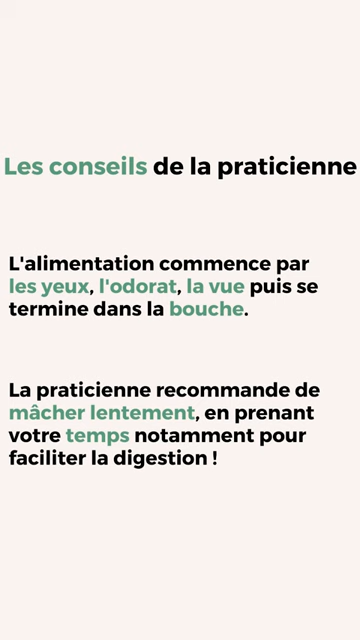 Les conseils de la praticienne
L'alimentation commence par
les yeux, l'odorat, la vue puis se
termine dans la bouche.
La praticienne recommande de
mâcher lentement, en prenant
votre temps notamment pour
faciliter la digestion !